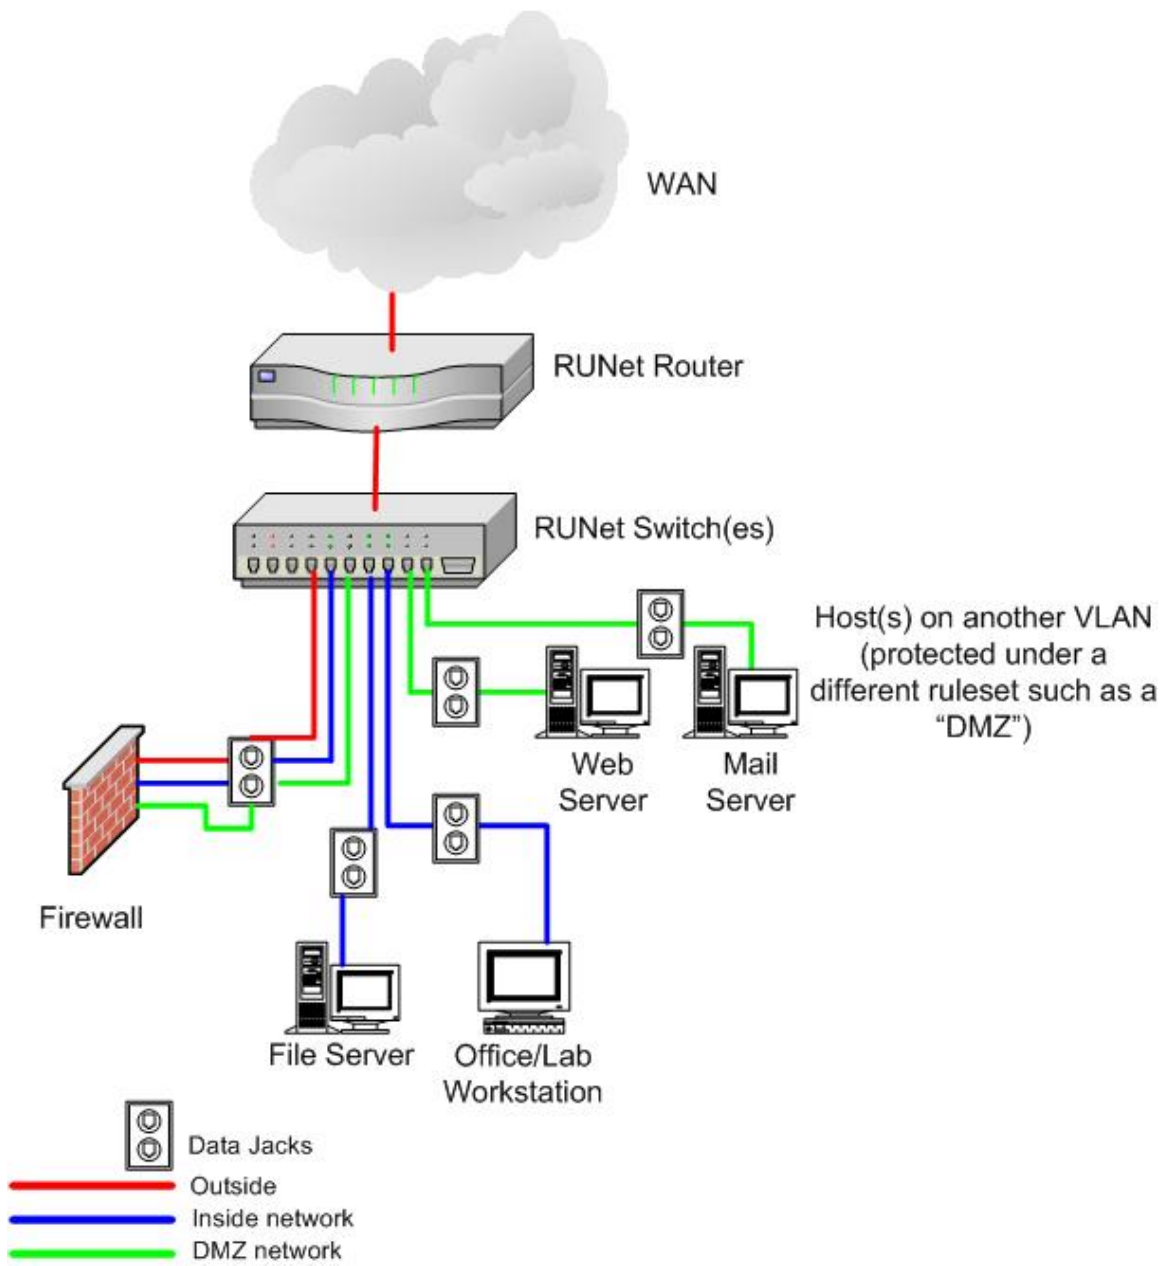 WAN
RUNet Router
RUNet Switch(es)
Host(s) on another VLAN
(protected under a
different ruleset such as a
“DMZ”)
Web
Server
Mail
Server
Firewall
File Server
Office/Lab
Workstation
Data Jacks
Outside
Inside network
DMZ network